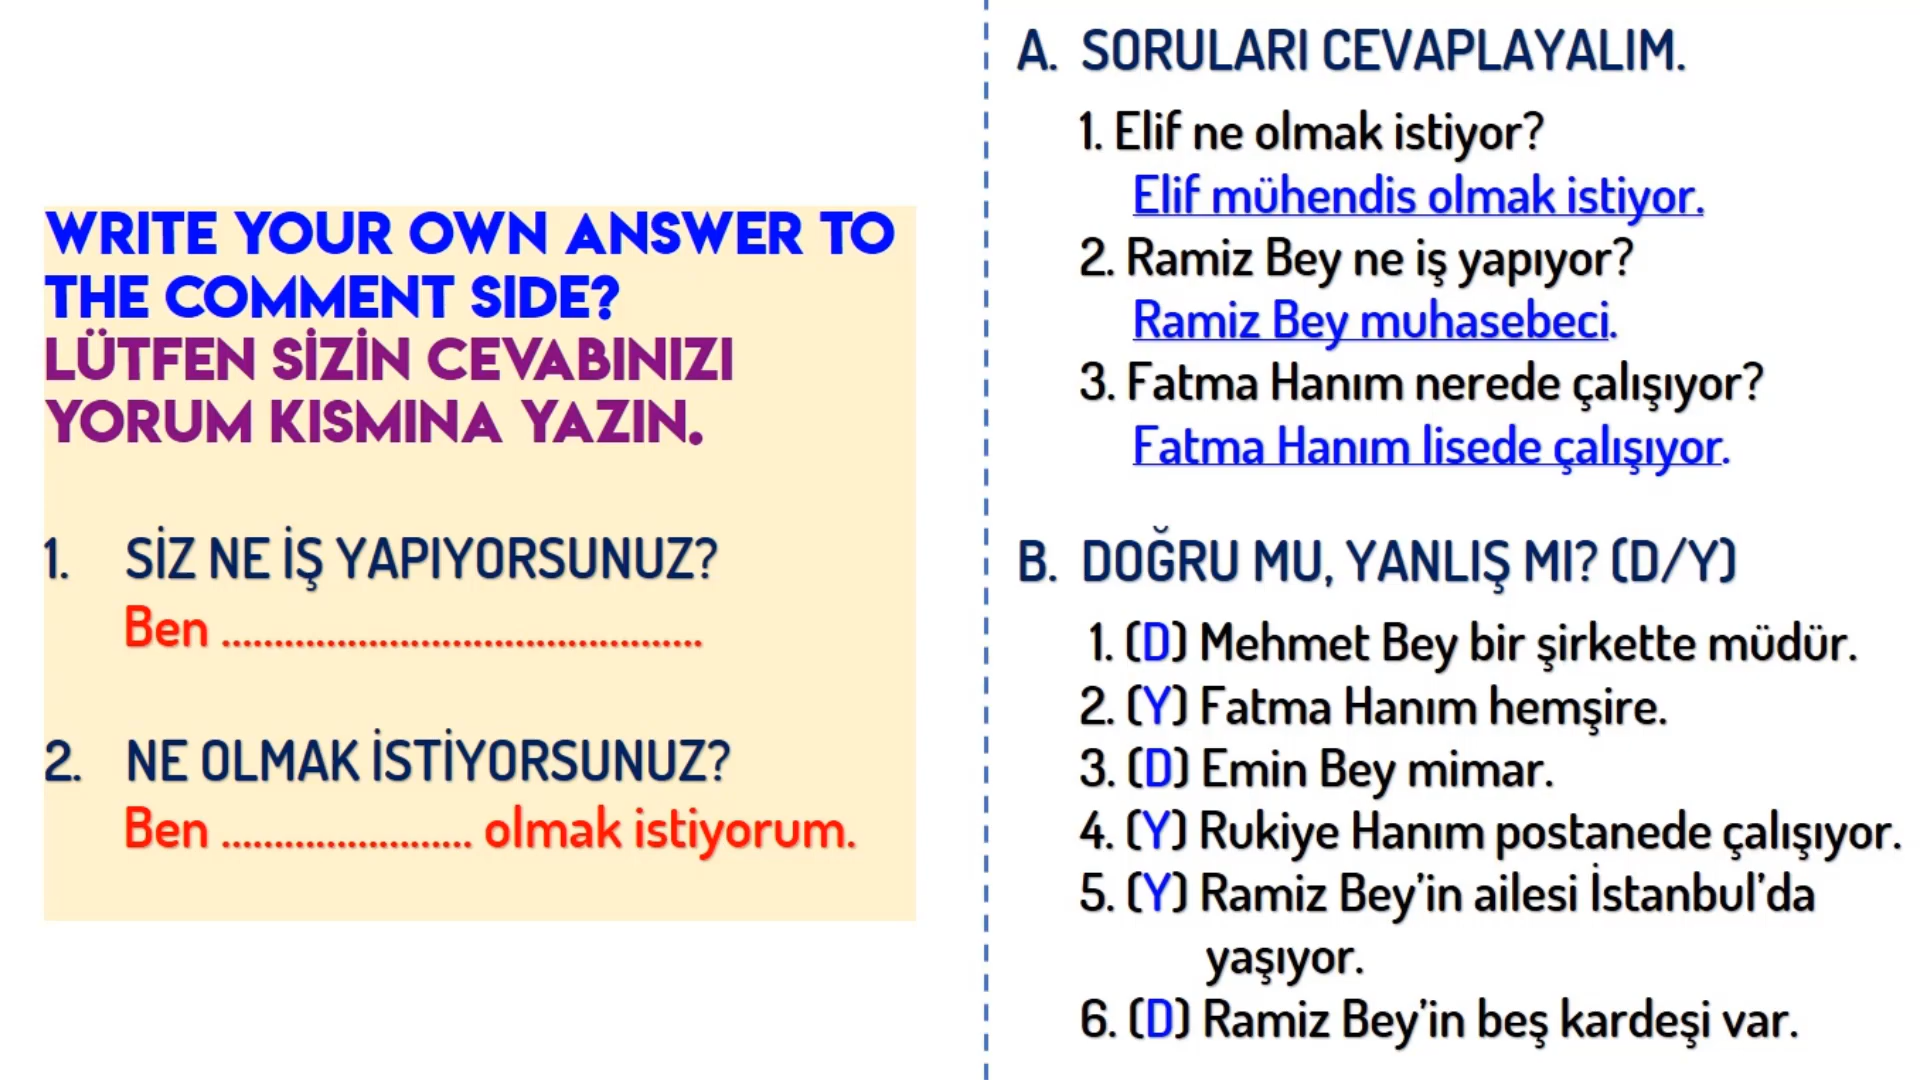 WRITE YOUR OWN ANSWER TO
THE COMMENT SIDE?
LÜTFEN SİZİN CEVABINIZI
YORUM KISMINA YAZIN.
1. SİZ NE İŞ YAPIYORSUNUZ?
Ben ..............................................
2. NE OLMAK İSTİYORSUNUZ?
Ben ........................ olmak istiyorum.
A. SORULARI CEVAPLAYALIM.
1. Elif ne olmak istiyor?
Elif mühendis olmak istiyor.
2. Ramiz Bey ne iş yapıyor?
Ramiz Bey muhasebeci.
3. Fatma Hanım nerede çalışıyor?
Fatma Hanım lisede çalışıyor.
B. DOĞRU MU, YANLIŞ MI? (D/Y)
1. (D) Mehmet Bey bir şirkette müdür.
2. (Y) Fatma Hanım hemşire.
3. (D) Emin Bey mimar.
4. (Y) Rukiye Hanım postanede çalışıyor.
5. (Y) Ramiz Bey’in ailesi İstanbul’da
yaşıyor.
6. (D) Ramiz Bey’in beş kardeşi var.